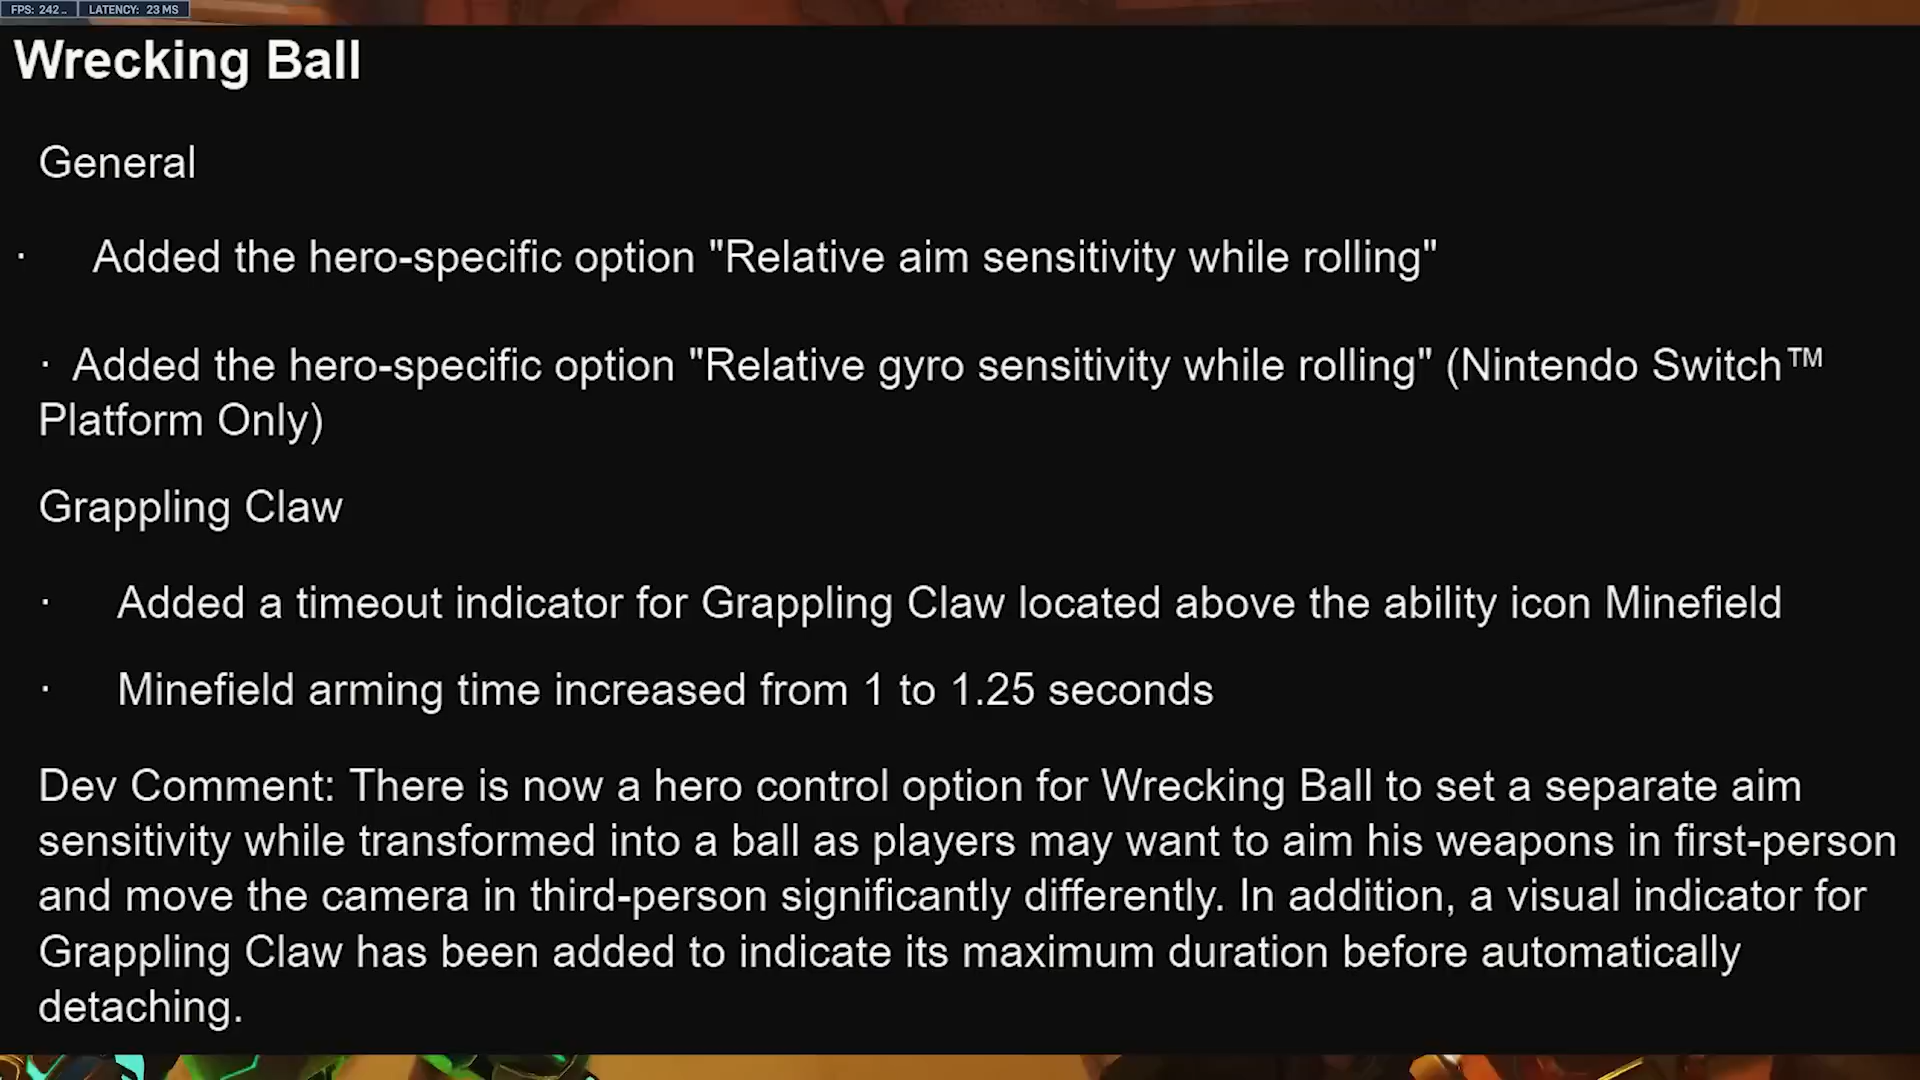 FPS: 242 .. LATENCY: 23 MS
Wrecking Ball
General
· Added the hero-specific option "Relative aim sensitivity while rolling"
· Added the hero-specific option "Relative gyro sensitivity while rolling" (Nintendo Switch™
Platform Only)
Grappling Claw
· Added a timeout indicator for Grappling Claw located above the ability icon Minefield
· Minefield arming time increased from 1 to 1.25 seconds
Dev Comment: There is now a hero control option for Wrecking Ball to set a separate aim
sensitivity while transformed into a ball as players may want to aim his weapons in first-person
and move the camera in third-person significantly differently. In addition, a visual indicator for
Grappling Claw has been added to indicate its maximum duration before automatically
detaching.